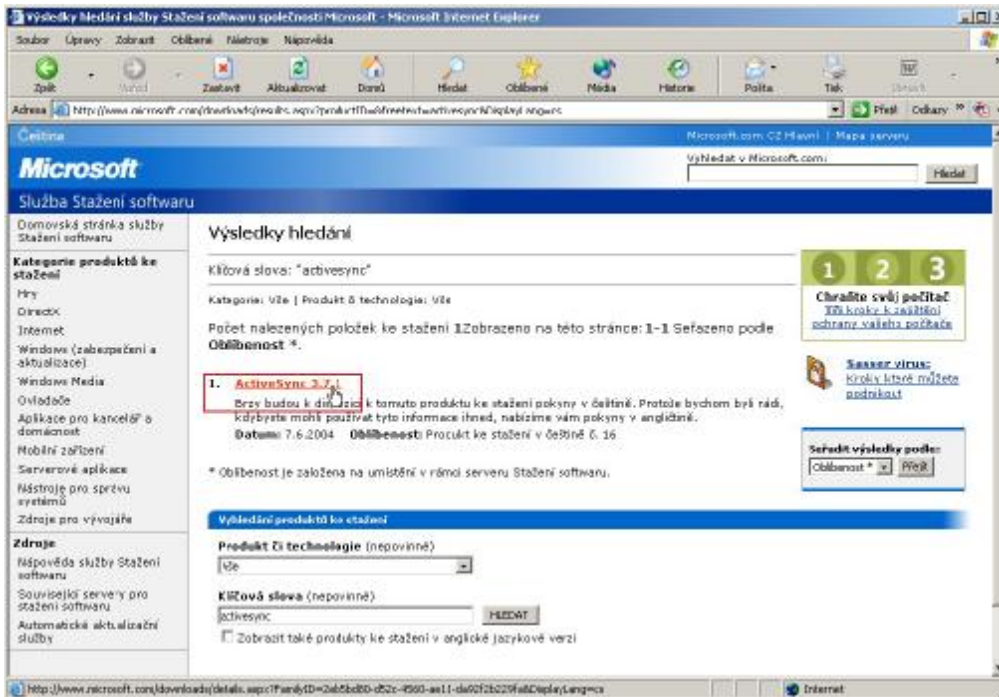 Výsledky hledání služby Stažení softwaru společnosti Microsoft - Microsoft Internet Explorer
Soubor Úpravy Zobrazit Oblíbené Nástroje Nápověda
Zpět Zastavit Aktualizovat Domů Hledat Oblíbené Média Historie Pošta Tisk
Adresa Přejít Odkazy »
Čeština
Microsoft.com CZ Hlavní | Mapa serveru
Microsoft
Vyhledat v Microsoft.com:
Hledat
Služba Stažení softwaru
Domovská stránka služby
Stažení softwaru
Kategorie produktů ke
stažení
Hry
DirectX
Internet
Windows (zabezpečení a
aktualizace)
Windows Media
Ovladače
Aplikace pro kancelář a
domácnost
Mobilní zařízení
Serverové aplikace
Nástroje pro správu
systémů
Zdroje pro vývojáře
Zdroje
Nápověda služby Stažení
softwaru
Související servery pro
stažení softwaru
Automatické aktualizační
služby
Výsledky hledání
Klíčová slova: "activesync"
Kategorie: Vše | Produkt či technologie: Vše
Počet nalezených položek ke stažení 1Zobrazeno na této stránce: 1-1 Seřazeno podle
Oblíbenost *.
1. ActiveSync 3.7.1
Brzy budou k dispozici k tomuto produktu ke stažení pokyny v češtině. Protože bychom byli rádi,
kdybyste mohli používat tyto informace ihned, nabízíme vám pokyny v angličtině.
Datum: 7.6.2004 Oblíbenost: Produkt ke stažení v češtině č. 16
* Oblíbenost je založena na umístění v rámci serveru Stažení softwaru.
Vyhledání produktů ke stažení
Produkt či technologie (nepovinné)
Vše
Klíčová slova (nepovinné)
activesync
HLEDAT
Zobrazit také produkty ke stažení v anglické jazykové verzi
1 2 3
Chraňte svůj počítač
Tři kroky k zajištění
ochrany vašeho počítače
Sasser virus:
Kroky které můžete
podniknout
Seřadit výsledky podle:
Oblíbenost * Přejít
Internet